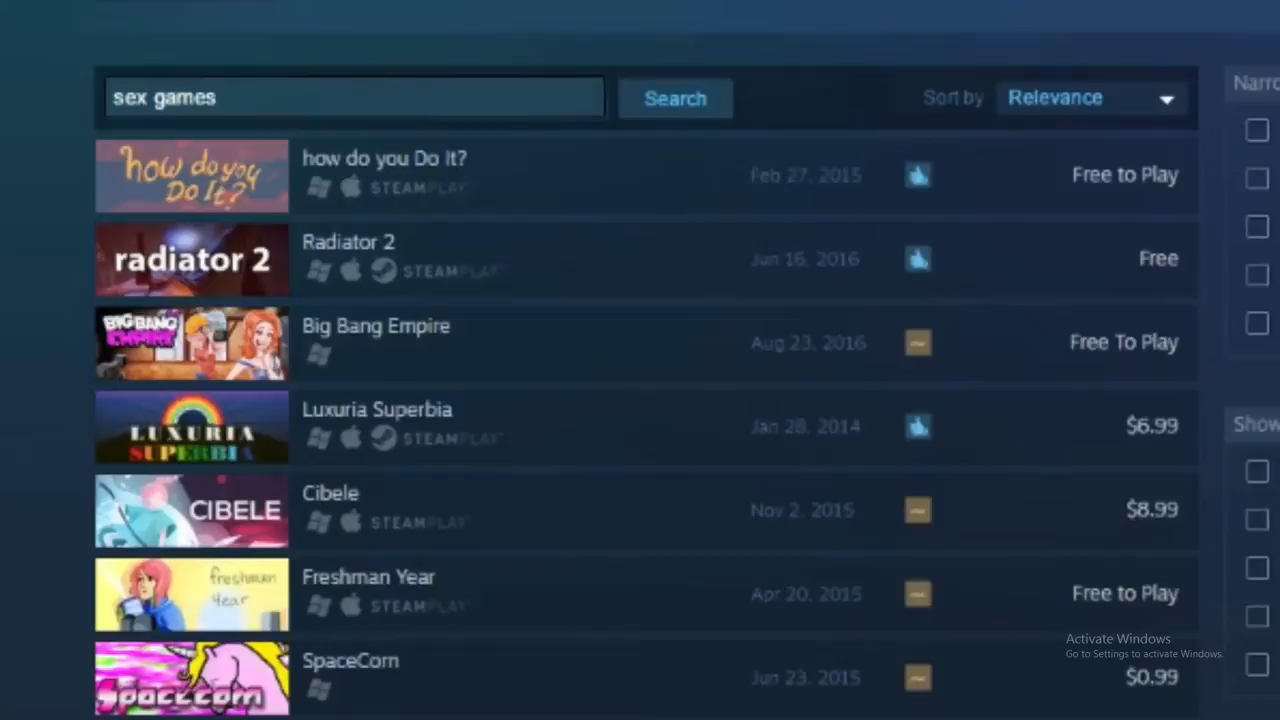 sex games
Search
Sort by
Relevance
Narro
how do you Do It?
how do you Do It?
STEAMPLAY
Feb 27, 2015
Free to Play
radiator 2
Radiator 2
STEAMPLAY
Jun 16, 2016
Free
BIG BANG EMPIRE
Big Bang Empire
Aug 23, 2016
Free To Play
LUXURIA SUPERBIA
Luxuria Superbia
STEAMPLAY
Jan 28, 2014
$6.99
Show
CIBELE
Cibele
STEAMPLAY
Nov 2, 2015
$8.99
freshman year
Freshman Year
STEAMPLAY
Apr 20, 2015
Free to Play
Activate Windows
Go to Settings to activate Windows.
Spacecorn
SpaceCorn
Jun 23, 2015
$0.99